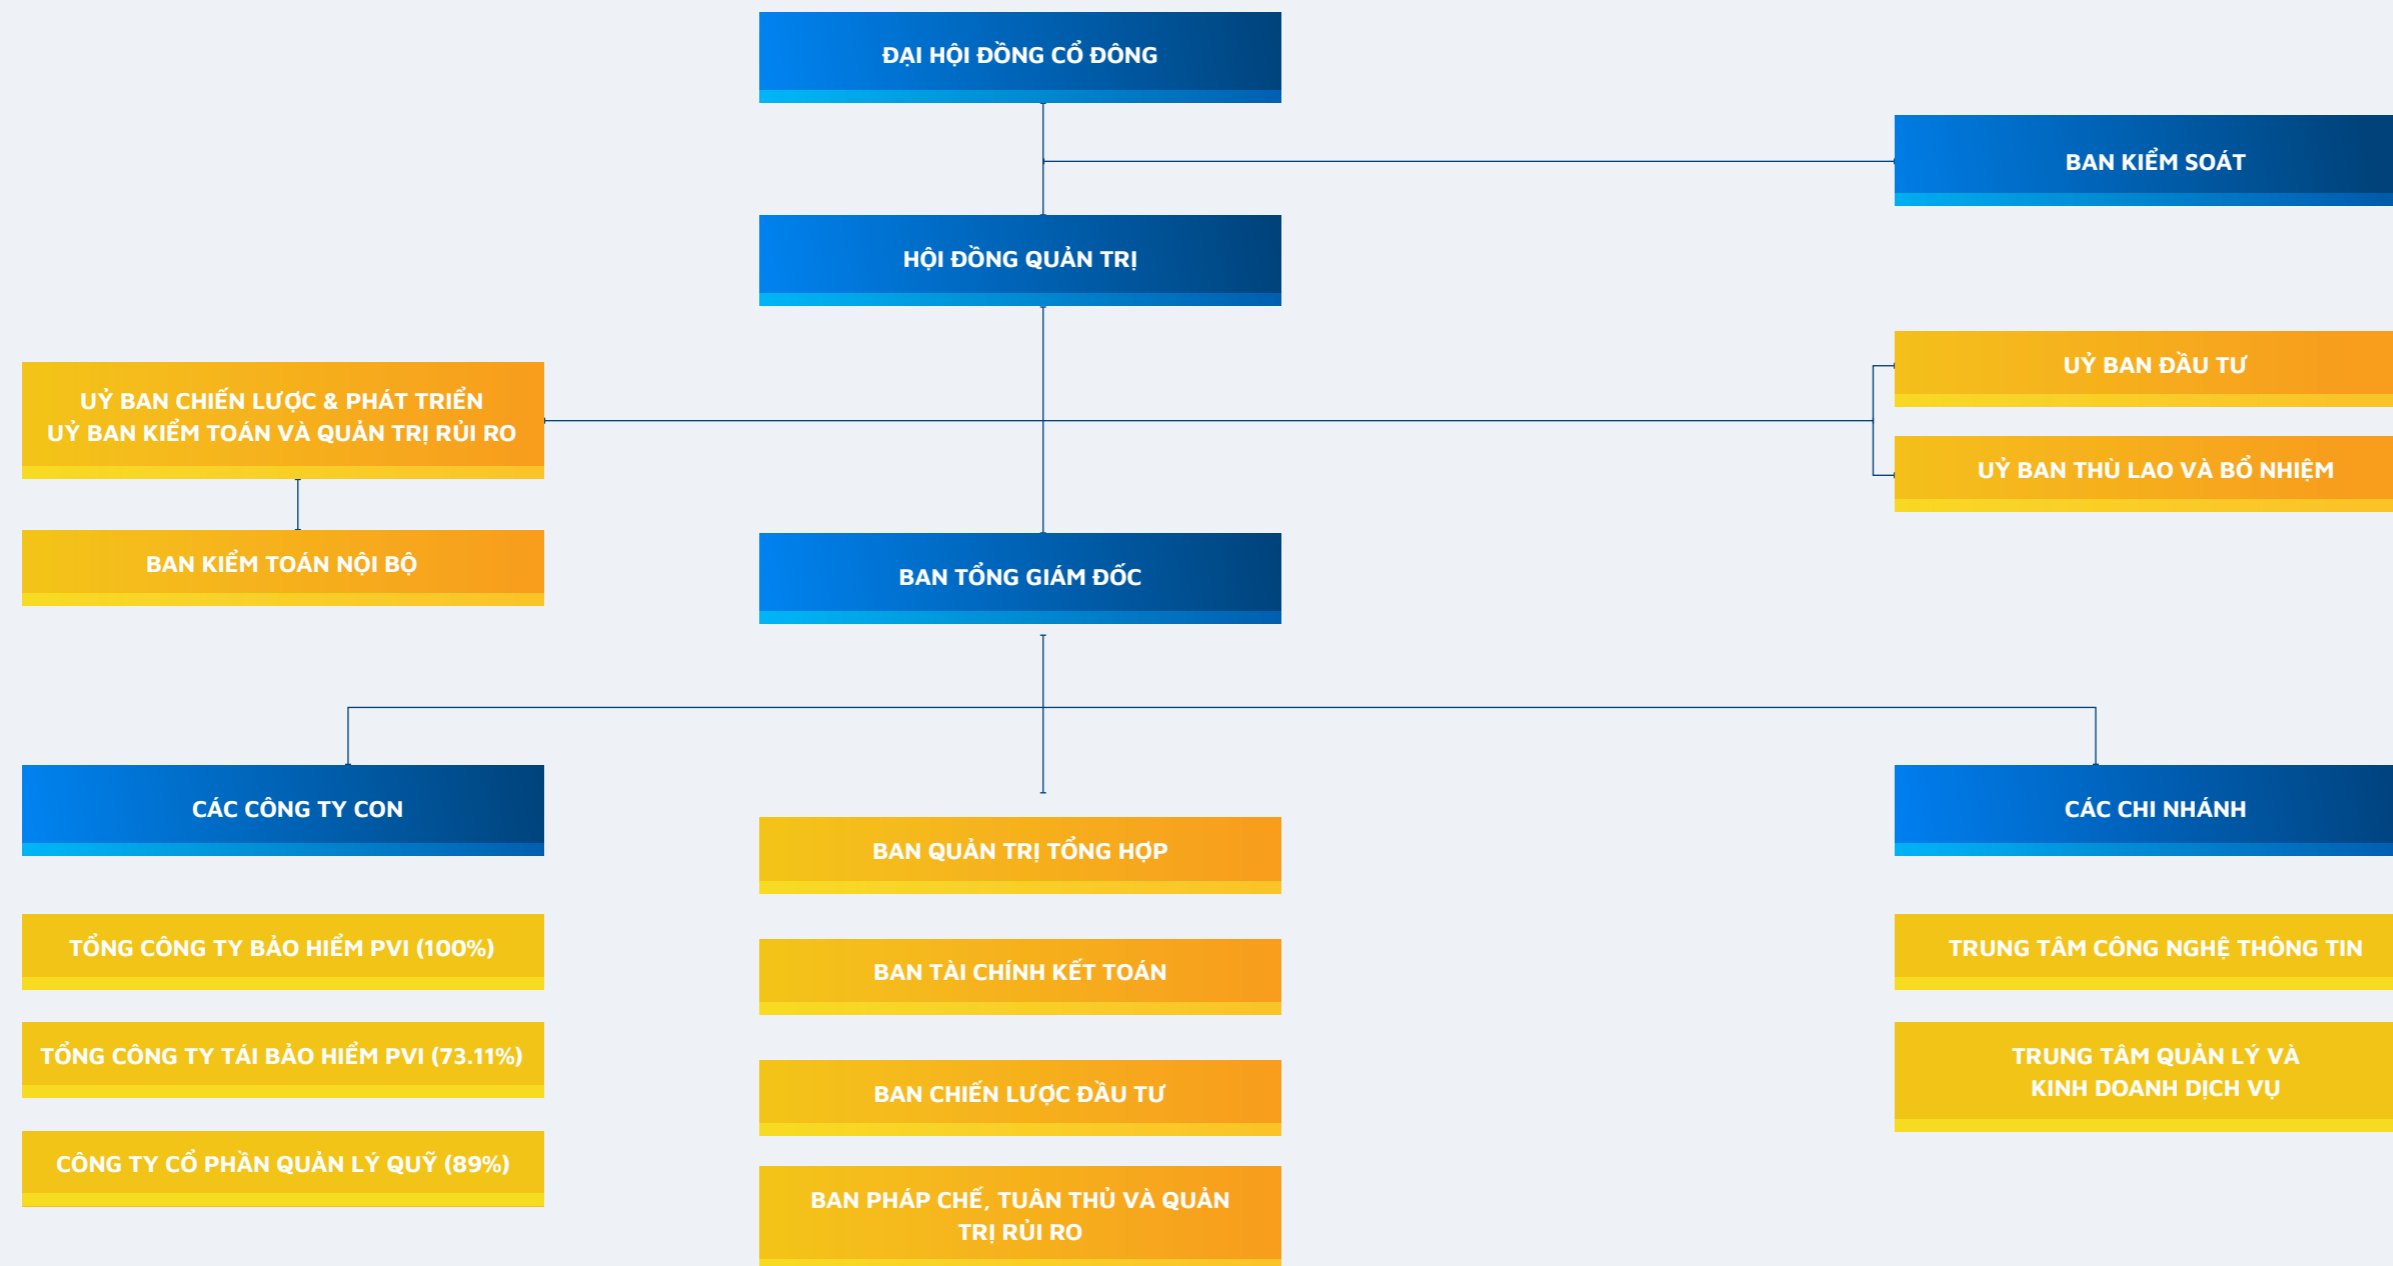 ĐẠI HỘI ĐỒNG CỔ ĐÔNG
BAN KIỂM SOÁT
HỘI ĐỒNG QUẢN TRỊ
UỶ BAN ĐẦU TƯ
UỶ BAN CHIẾN LƯỢC & PHÁT TRIỂN
UỶ BAN KIỂM TOÁN VÀ QUẢN TRỊ RỦI RO
UỶ BAN THÙ LAO VÀ BỔ NHIỆM
BAN KIỂM TOÁN NỘI BỘ
BAN TỔNG GIÁM ĐỐC
CÁC CÔNG TY CON
TỔNG CÔNG TY BẢO HIỂM PVI (100%)
TỔNG CÔNG TY TÁI BẢO HIỂM PVI (73.11%)
CÔNG TY CỔ PHẦN QUẢN LÝ QUỸ (89%)
BAN QUẢN TRỊ TỔNG HỢP
BAN TÀI CHÍNH KẾT TOÁN
BAN CHIẾN LƯỢC ĐẦU TƯ
BAN PHÁP CHẾ, TUÂN THỦ VÀ QUẢN
TRỊ RỦI RO
CÁC CHI NHÁNH
TRUNG TÂM CÔNG NGHỆ THÔNG TIN
TRUNG TÂM QUẢN LÝ VÀ
KINH DOANH DỊCH VỤ